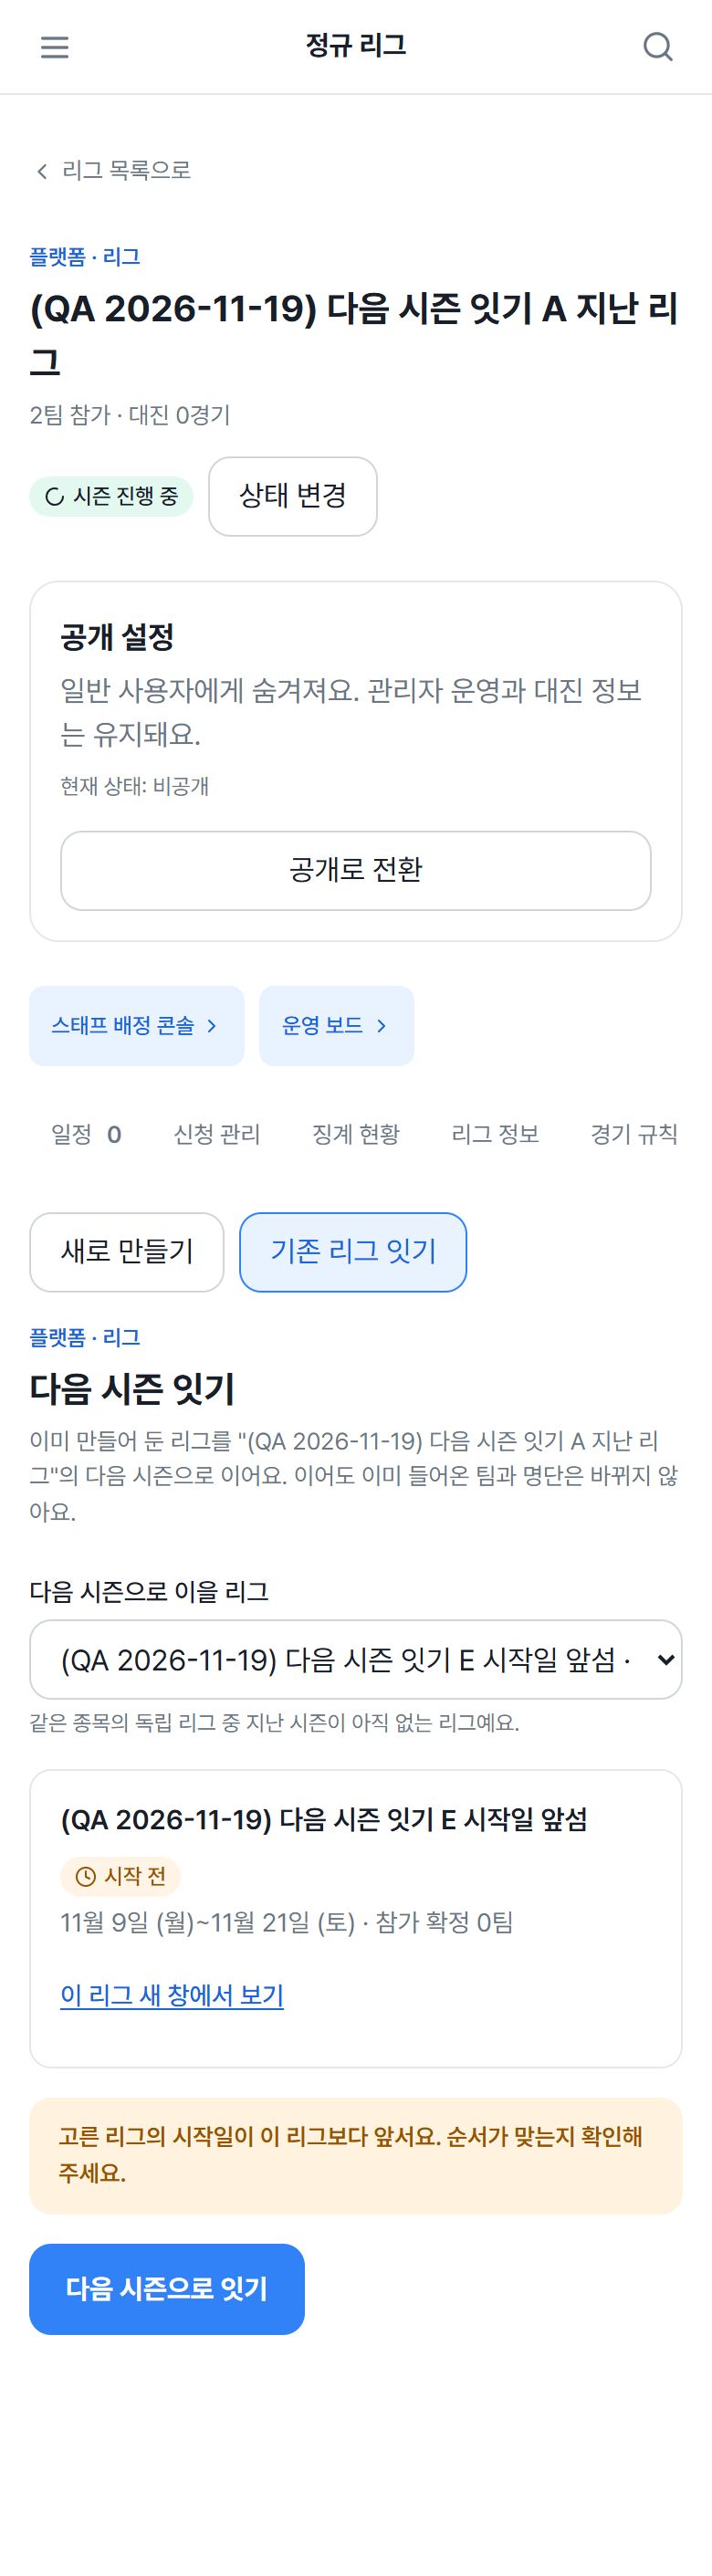 정규 리그
리그 목록으로
플랫폼 · 리그
(QA 2026-11-19) 다음 시즌 잇기 A 지난 리
그
2팀 참가 · 대진 0경기
시즌 진행 중
상태 변경
공개 설정
일반 사용자에게 숨겨져요. 관리자 운영과 대진 정보
는 유지돼요.
현재 상태: 비공개
공개로 전환
스태프 배정 콘솔
운영 보드
일정 0 신청 관리 징계 현황 리그 정보 경기 규칙
새로 만들기
기존 리그 잇기
플랫폼 · 리그
다음 시즌 잇기
이미 만들어 둔 리그를 "(QA 2026-11-19) 다음 시즌 잇기 A 지난 리
그"의 다음 시즌으로 이어요. 이어도 이미 들어온 팀과 명단은 바뀌지 않
아요.
다음 시즌으로 이을 리그
(QA 2026-11-19) 다음 시즌 잇기 E 시작일 앞섬 ·
같은 종목의 독립 리그 중 지난 시즌이 아직 없는 리그예요.
(QA 2026-11-19) 다음 시즌 잇기 E 시작일 앞섬
시작 전
11월 9일 (월)~11월 21일 (토) · 참가 확정 0팀
이 리그 새 창에서 보기
고른 리그의 시작일이 이 리그보다 앞서요. 순서가 맞는지 확인해
주세요.
다음 시즌으로 잇기